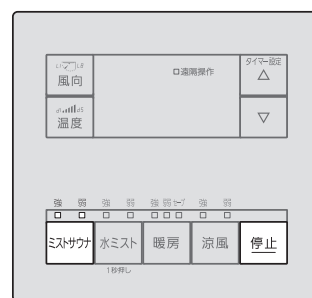 タイマー設定
風向
遠隔操作
温度
強 弱 強 弱 強 弱 セーブ 強 弱
ミストサウナ 水ミスト 暖房 涼風 停止
1秒押し